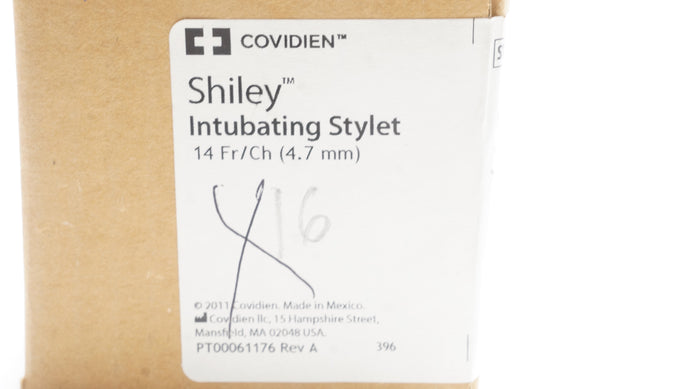 COVIDIEN™
Shiley™
Intubating Stylet
14 Fr/Ch (4.7 mm)
16
© 2011 Covidien. Made in Mexico.
Covidien llc, 15 Hampshire Street,
Mansfield, MA 02048 USA.
PT00061176 Rev A 396